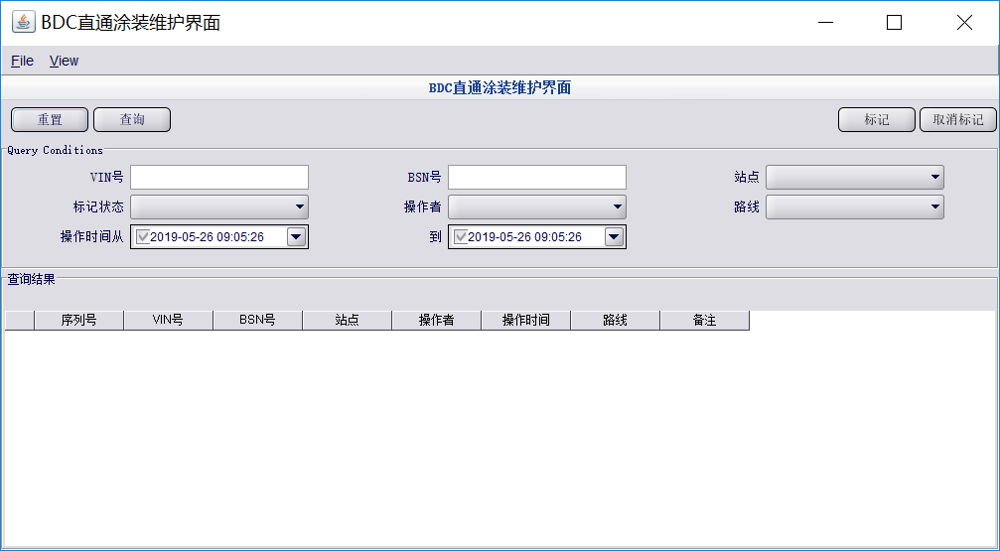 BDC直通涂装维护界面
File View
BDC直通涂装维护界面
重置 查询 标记 取消标记
Query Conditions
VIN号 BSN号 站点
标记状态 操作者 路线
操作时间从 2019-05-26 09:05:26 到 2019-05-26 09:05:26
查询结果
序列号 VIN号 BSN号 站点 操作者 操作时间 路线 备注